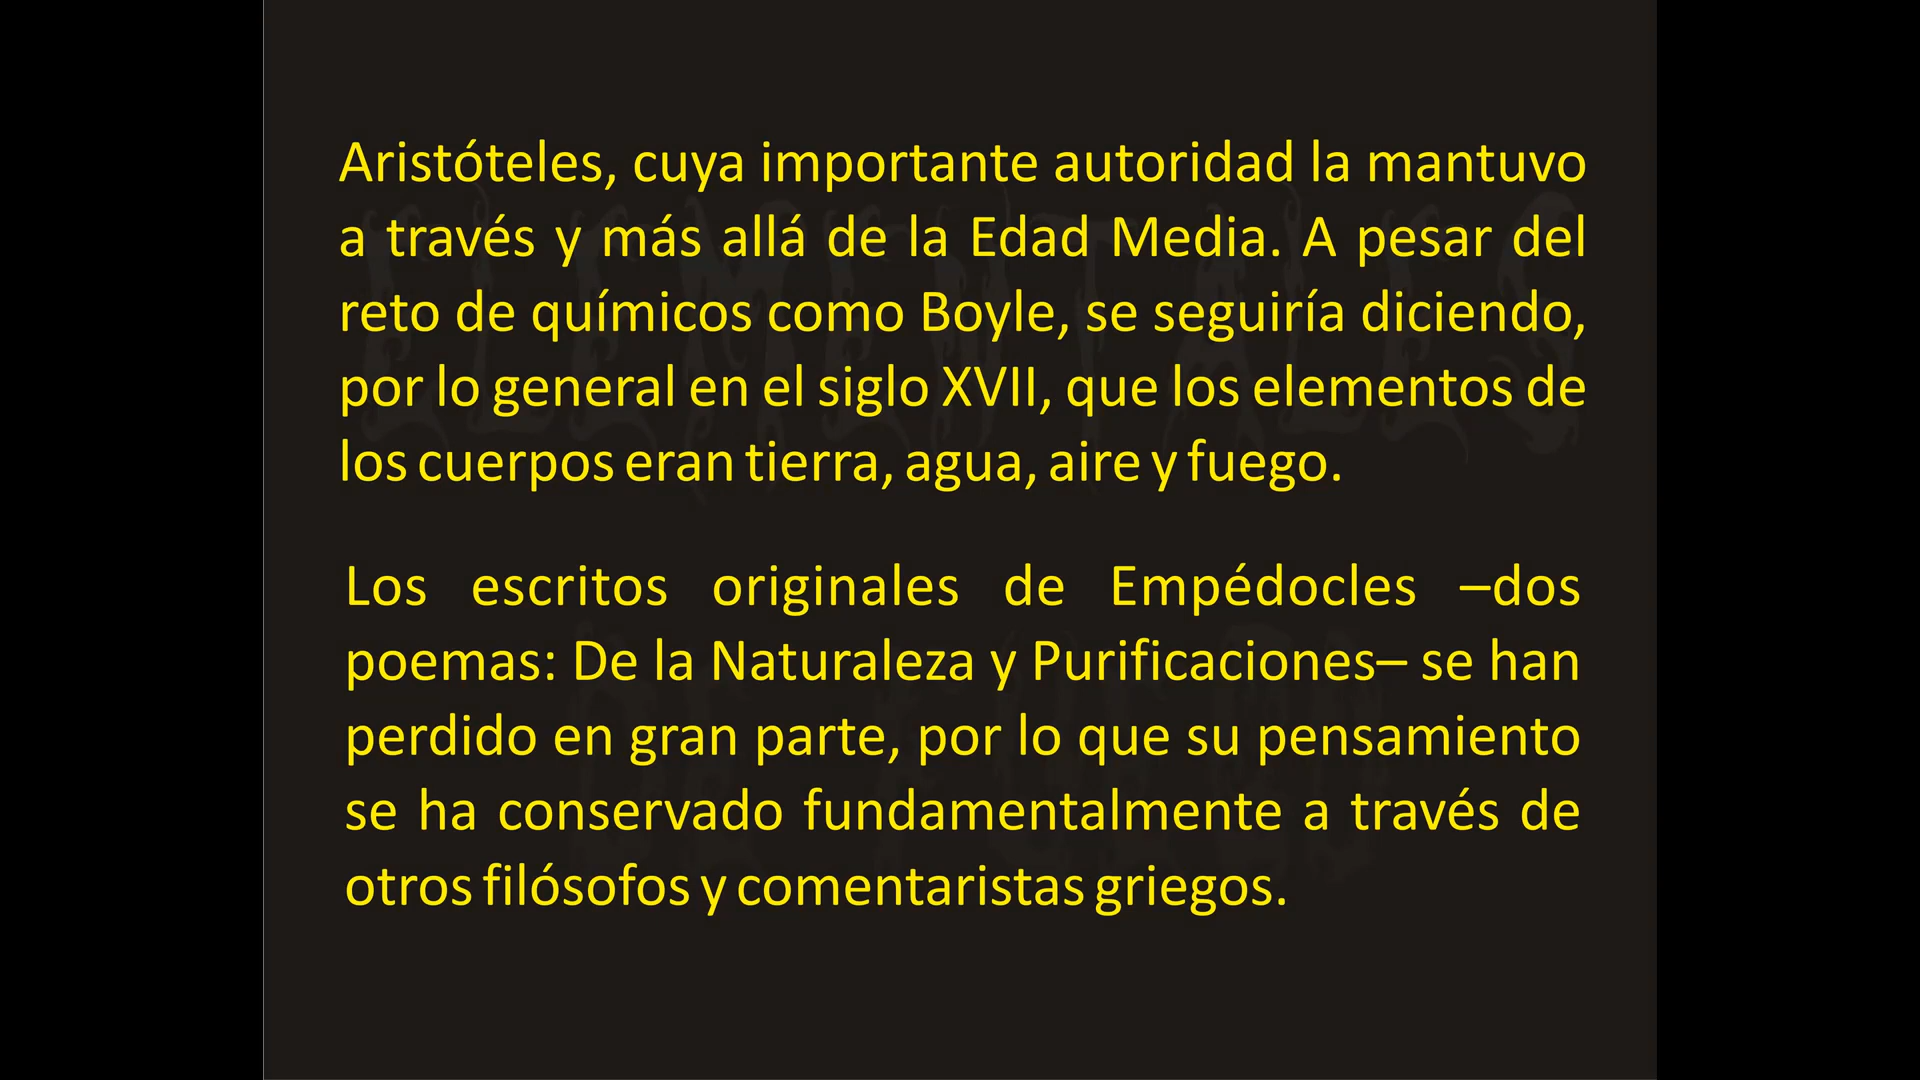 Aristóteles, cuya importante autoridad la mantuvo
a través y más allá de la Edad Media. A pesar del
reto de químicos como Boyle, se seguiría diciendo,
por lo general en el siglo XVII, que los elementos de
los cuerpos eran tierra, agua, aire y fuego.
Los escritos originales de Empédocles –dos
poemas: De la Naturaleza y Purificaciones– se han
perdido en gran parte, por lo que su pensamiento
se ha conservado fundamentalmente a través de
otros filósofos y comentaristas griegos.